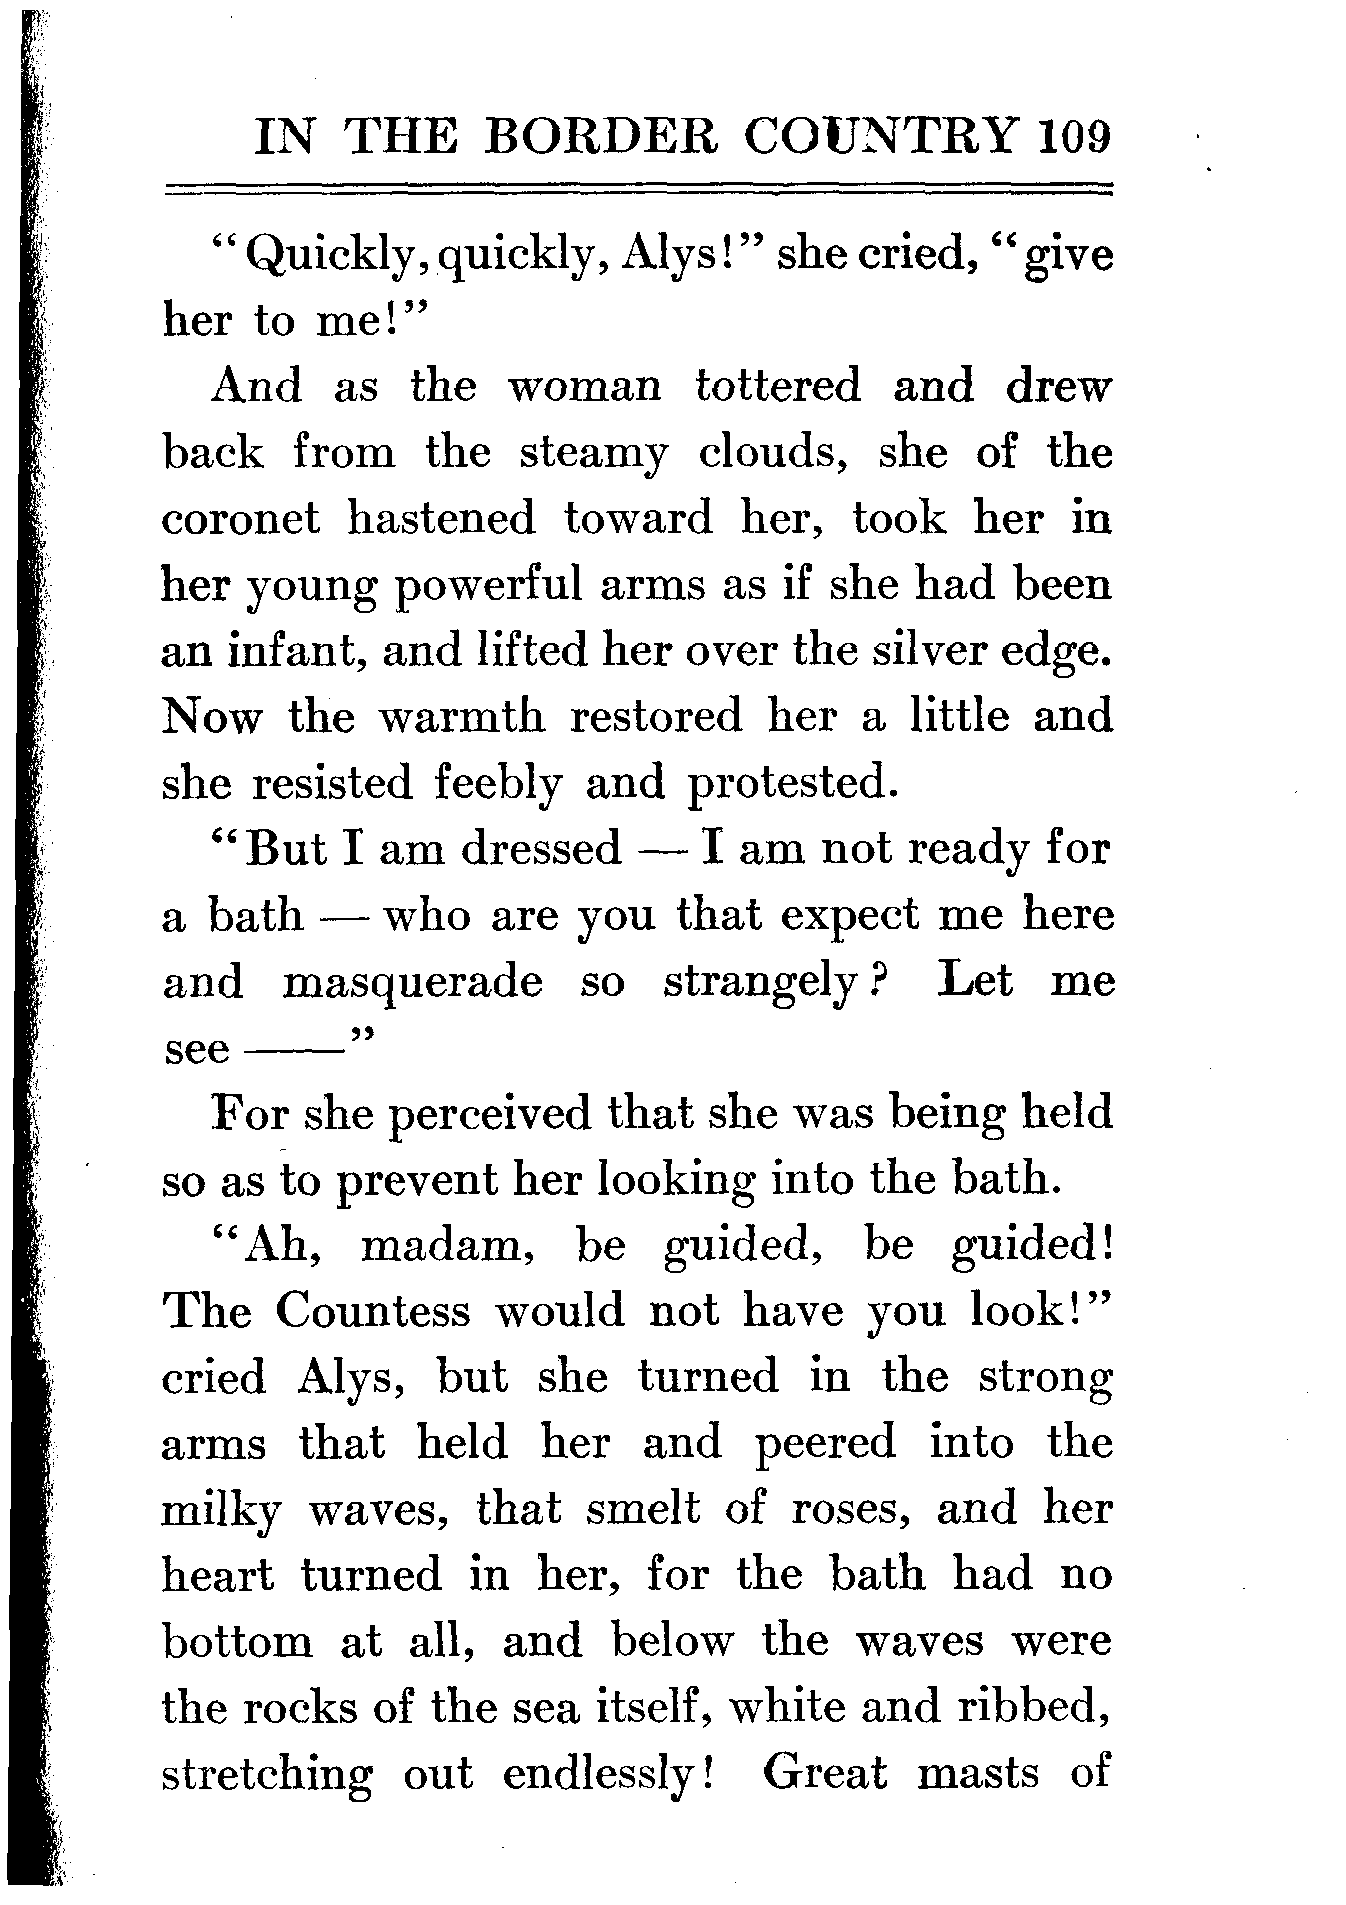 IN THE BORDER COUNTRY 109
“Quickly, quickly, Alys!” she cried, “give
her to me!”
And as the woman tottered and drew
back from the steamy clouds, she of the
coronet hastened toward her, took her in
her young powerful arms as if she had been
an infant, and lifted her over the silver edge.
Now the warmth restored her a little and
she resisted feebly and protested.
“But I am dressed — I am not ready for
a bath — who are you that expect me here
and masquerade so strangely? Let me
see ——”
For she perceived that she was being held
so as to prevent her looking into the bath.
“Ah, madam, be guided, be guided!
The Countess would not have you look!”
cried Alys, but she turned in the strong
arms that held her and peered into the
milky waves, that smelt of roses, and her
heart turned in her, for the bath had no
bottom at all, and below the waves were
the rocks of the sea itself, white and ribbed,
stretching out endlessly! Great masts of